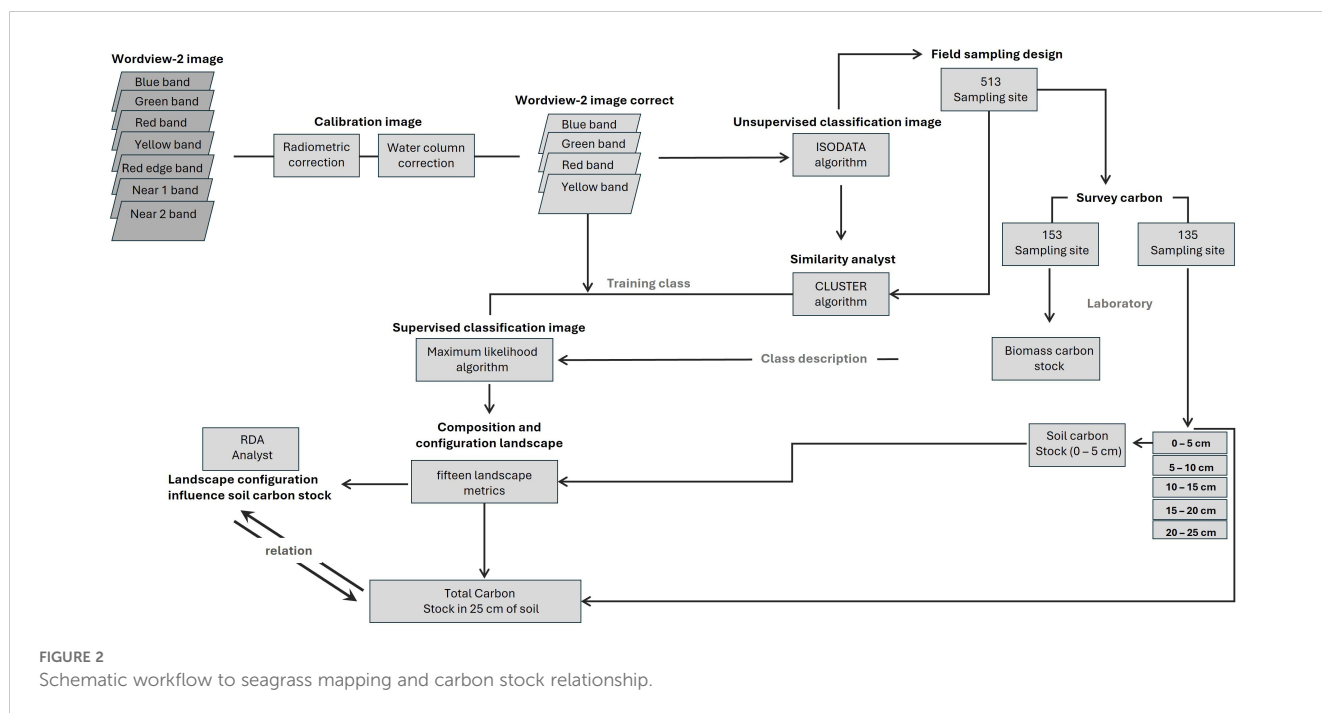 Wordview-2 image
Blue band
Green band
Red band
Yellow band
Red edge band
Near 1 band
Near 2 band
Calibration image
Radiometric
correction
Water column
correction
Wordview-2 image correct
Blue band
Green band
Red band
Yellow band
Unsupervised classification image
ISODATA
algorithm
Field sampling design
513
Sampling site
Survey carbon
153
Sampling site
135
Sampling site
Similarity analyst
CLUSTER
algorithm
Training class
Laboratory
Supervised classification image
Maximum likelihood
algorithm
Class description
Biomass carbon
stock
Composition and
configuration landscape
fifteen landscape
metrics
RDA
Analyst
Landscape configuration
influence soil carbon stock
Soil carbon
Stock (0 – 5 cm)
0 – 5 cm
5 – 10 cm
10 – 15 cm
15 – 20 cm
20 – 25 cm
relation
Total Carbon
Stock in 25 cm of soil
FIGURE 2
Schematic workflow to seagrass mapping and carbon stock relationship.